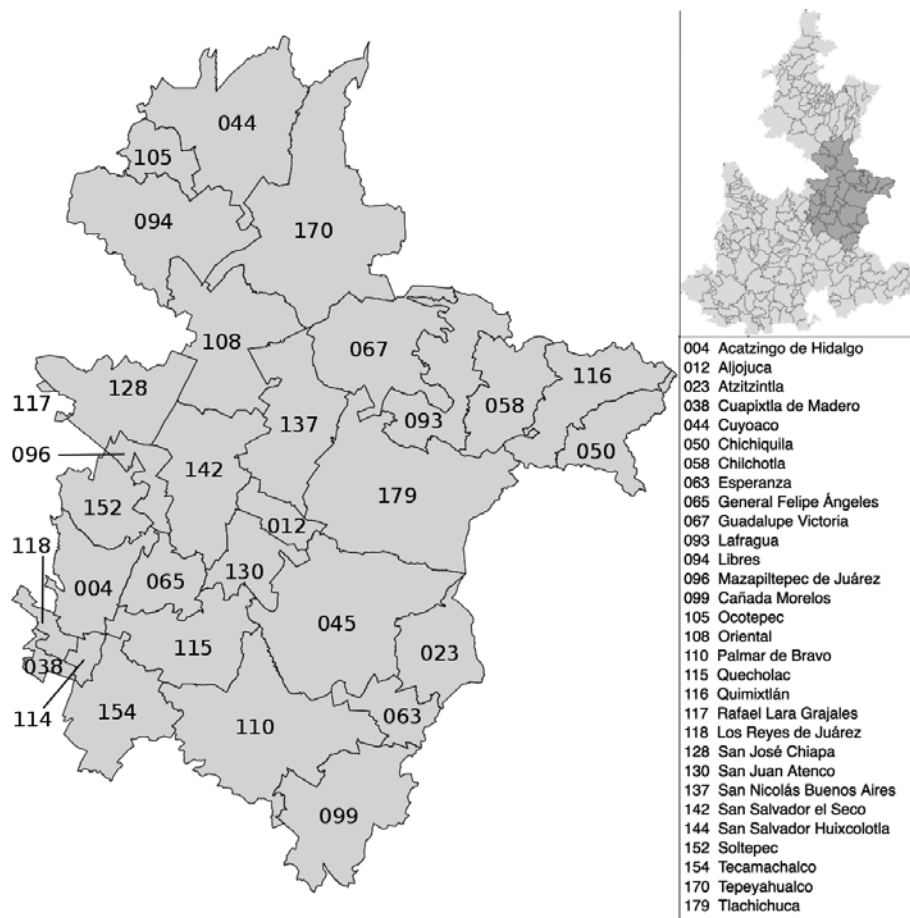 044
105
094
170
108
067
128
116
117
058
093
137
096
050
142
179
152
012
118
130
004
065
045
115
023
038
114
154
110
063
099
004 Acatzingo de Hidalgo
012 Aljojuca
023 Atzitzintla
038 Cuapixtla de Madero
044 Cuyoaco
050 Chichiquila
058 Chilchotla
063 Esperanza
065 General Felipe Ángeles
067 Guadalupe Victoria
093 Lafragua
094 Libres
096 Mazapiltepec de Juárez
099 Cañada Morelos
105 Ocotepec
108 Oriental
110 Palmar de Bravo
115 Quecholac
116 Quimixtlán
117 Rafael Lara Grajales
118 Los Reyes de Juárez
128 San José Chiapa
130 San Juan Atenco
137 San Nicolás Buenos Aires
142 San Salvador el Seco
144 San Salvador Huixcolotla
152 Soltepec
154 Tecamachalco
170 Tepeyahualco
179 Tlachichuca